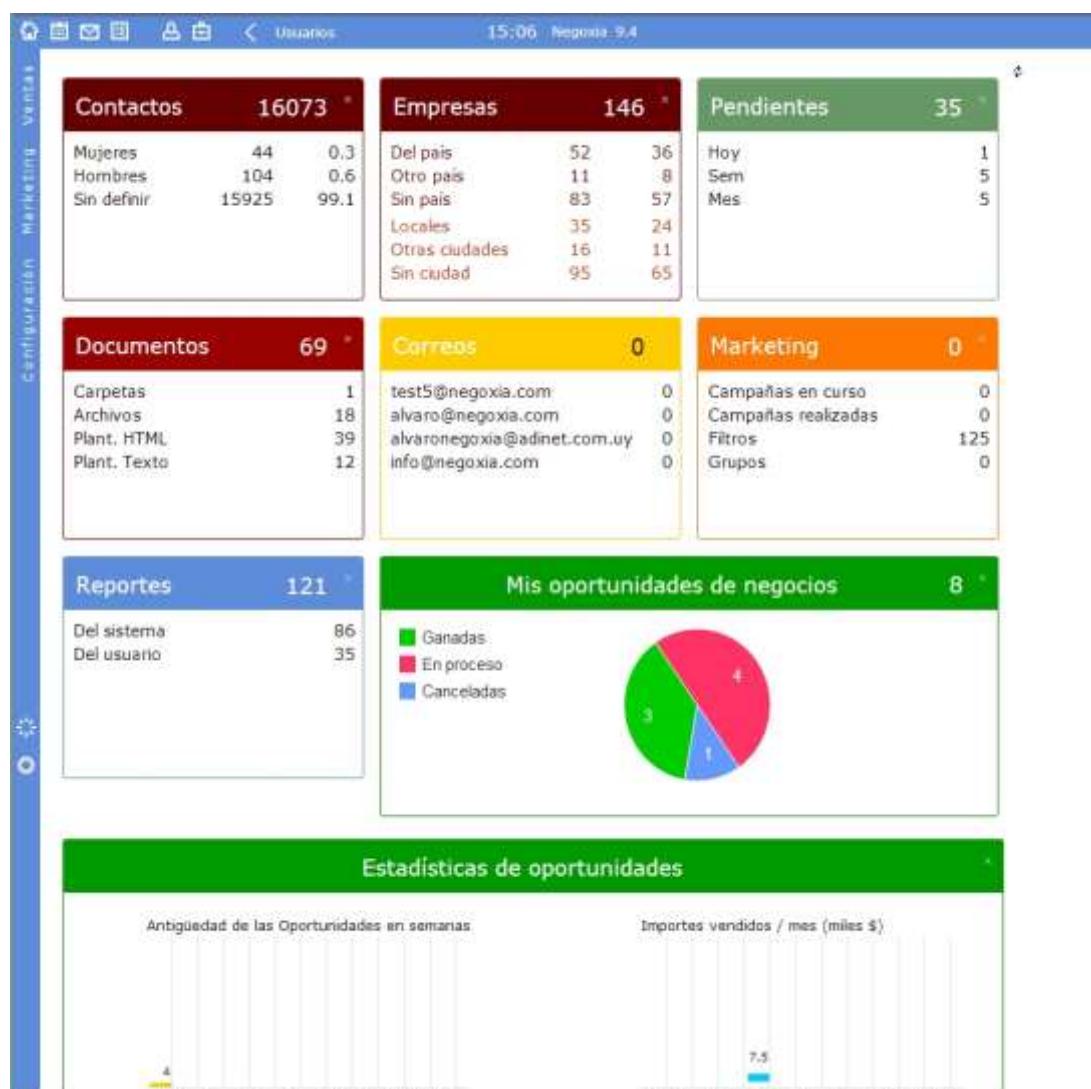 Usuarios 15:06 Negoxia 9.4
Ventas
Marketing
Configuración
Contactos 16073
Mujeres 44 0.3
Hombres 104 0.6
Sin definir 15925 99.1
Empresas 146
Del pais 52 36
Otro pais 11 8
Sin pais 83 57
Locales 35 24
Otras ciudades 16 11
Sin ciudad 95 65
Pendientes 35
Hoy 1
Sem 5
Mes 5
Documentos 69
Carpetas 1
Archivos 18
Plant. HTML 39
Plant. Texto 12
Correos 0
test5@negoxia.com 0
alvaro@negoxia.com 0
alvaronegoxia@adinet.com.uy 0
info@negoxia.com 0
Marketing 0
Campañas en curso 0
Campañas realizadas 0
Filtros 125
Grupos 0
Reportes 121
Del sistema 86
Del usuario 35
Mis oportunidades de negocios 8
Ganadas
En proceso
Canceladas
4
3
1
Estadísticas de oportunidades
Antigüedad de las Oportunidades en semanas
4
Importes vendidos / mes (miles $)
7.5